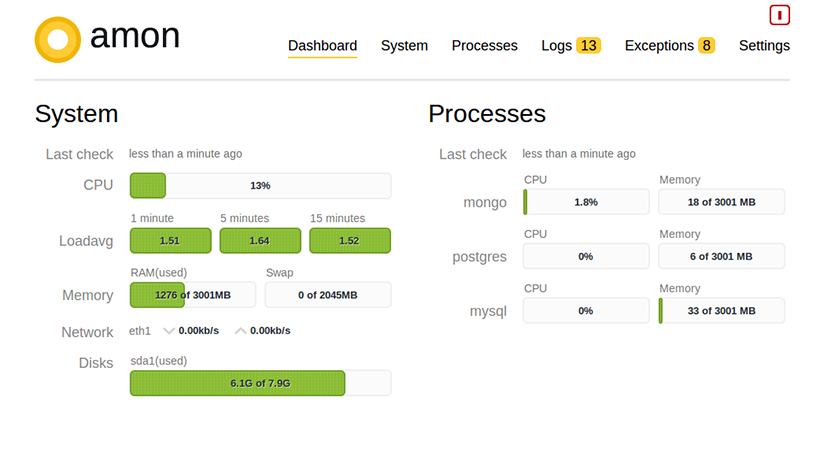 amon
Dashboard System Processes Logs 13 Exceptions 8 Settings
System
Last check less than a minute ago
CPU 13%
1 minute 5 minutes 15 minutes
Loadavg 1.51 1.64 1.52
RAM(used) Swap
Memory 1276 of 3001MB 0 of 2045MB
Network eth1 0.00kb/s 0.00kb/s
sda1(used)
Disks 6.1G of 7.9G
Processes
Last check less than a minute ago
CPU Memory
mongo 1.8% 18 of 3001 MB
CPU Memory
postgres 0% 6 of 3001 MB
CPU Memory
mysql 0% 33 of 3001 MB